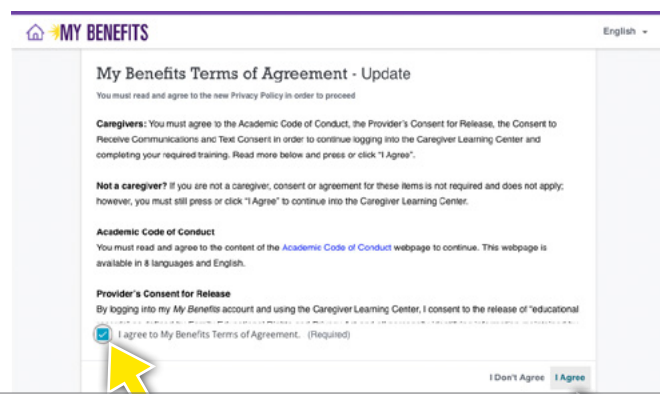 MY BENEFITS
English
My Benefits Terms of Agreement - Update
You must read and agree to the new Privacy Policy in order to proceed
Caregivers: You must agree to the Academic Code of Conduct, the Provider's Consent for Release, the Consent to
Receive Communications and Text Consent in order to continue logging into the Caregiver Learning Center and
completing your required training. Read more below and press or click "I Agree".
Not a caregiver? If you are not a caregiver, consent or agreement for these items is not required and does not apply;
however, you must still press or click "I Agree" to continue into the Caregiver Learning Center.
Academic Code of Conduct
You must read and agree to the content of the Academic Code of Conduct webpage to continue. This webpage is
available in 8 languages and English.
Provider's Consent for Release
By logging into my My Benefits account and using the Caregiver Learning Center, I consent to the release of "educational
I agree to My Benefits Terms of Agreement. (Required)
I Don't Agree I Agree